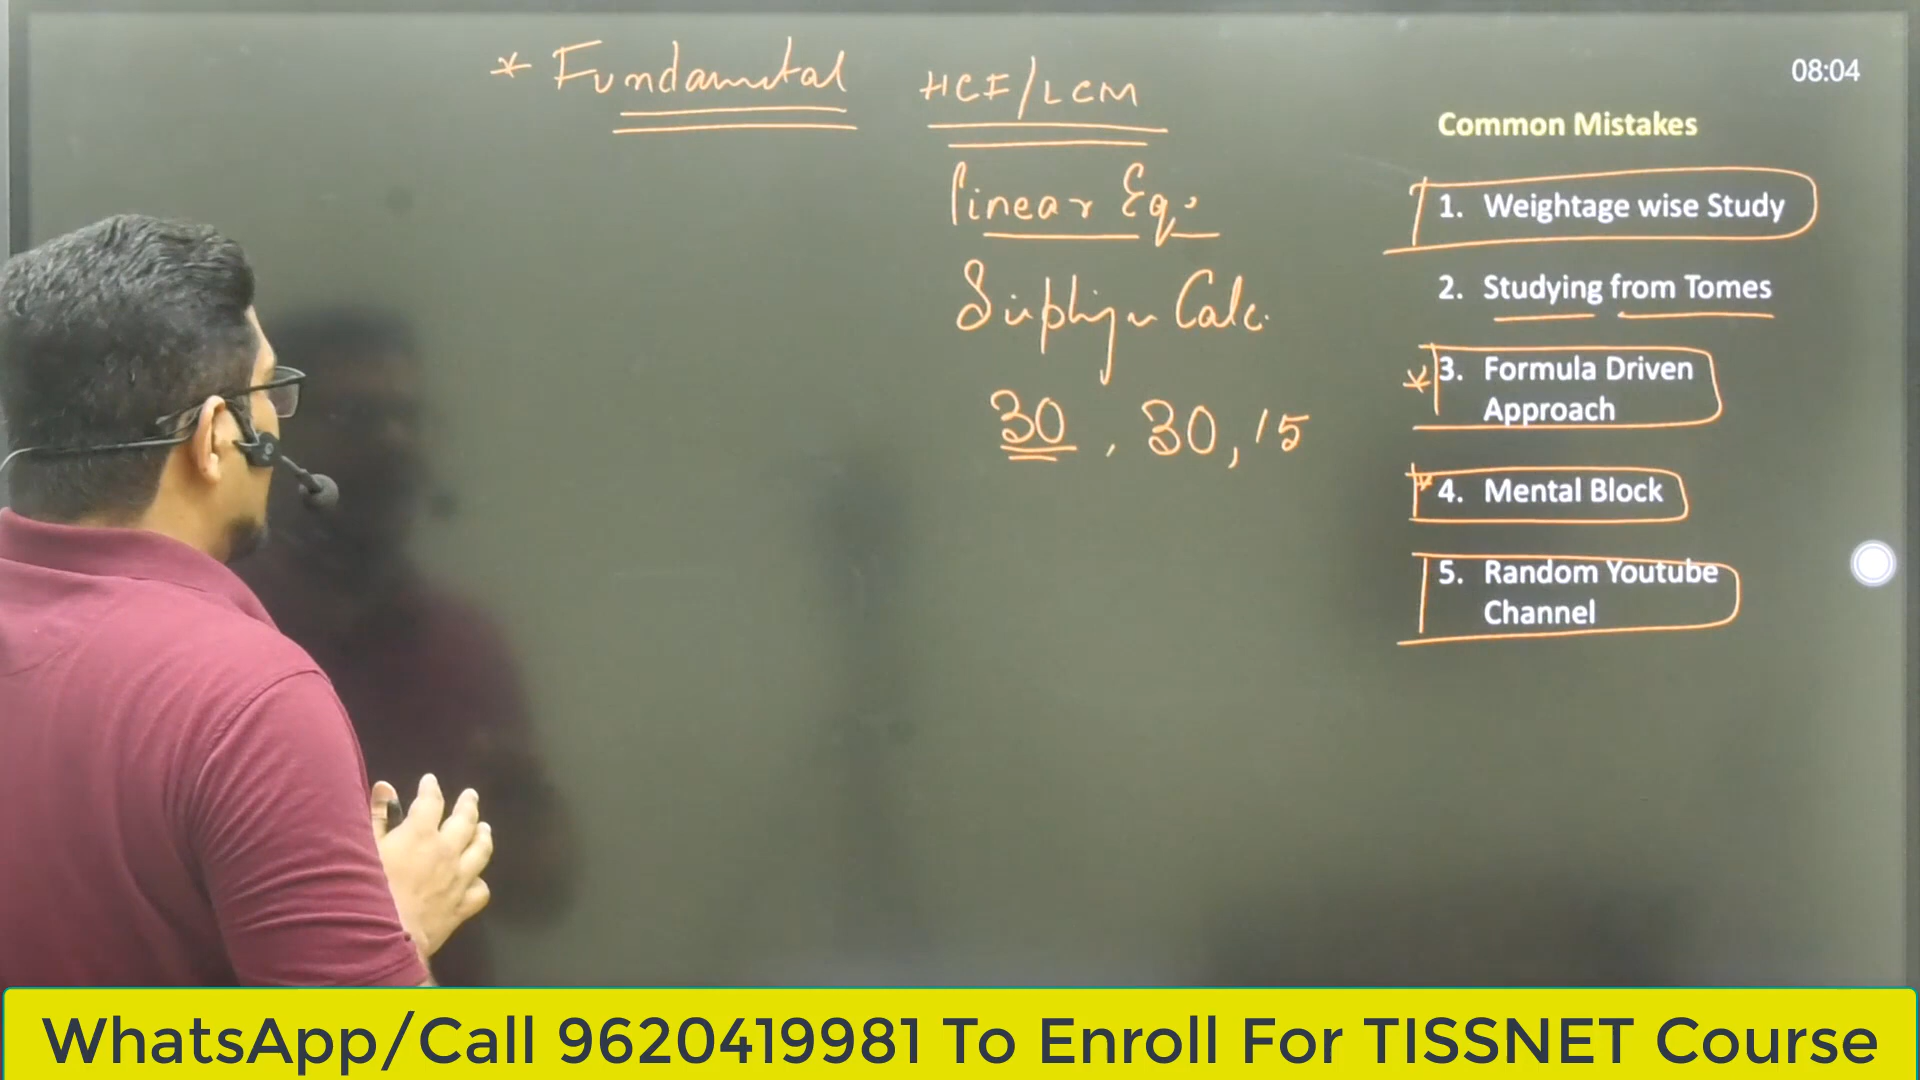 * Fundamental HCF/LCM
08:04
Common Mistakes
Linear Eq.
1. Weightage wise Study
2. Studying from Tomes
Calc.
3. Formula Driven
Approach
30, 30, 15
4. Mental Block
5. Random Youtube
Channel
WhatsApp/Call 9620419981 To Enroll For TISSNET Course